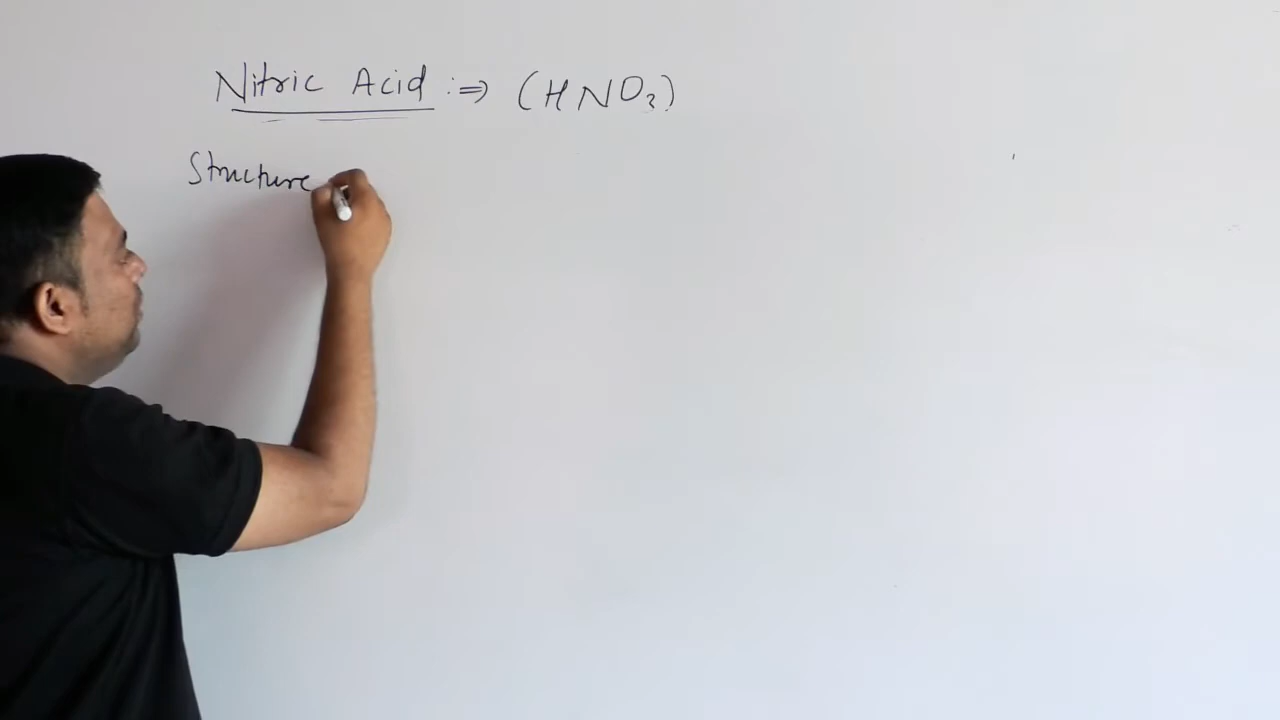 Nitric Acid :⇒ (HNO₃)
Structure